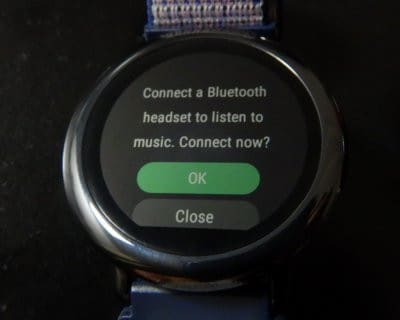 Connect a Bluetooth
headset to listen to
music. Connect now?
OK
Close